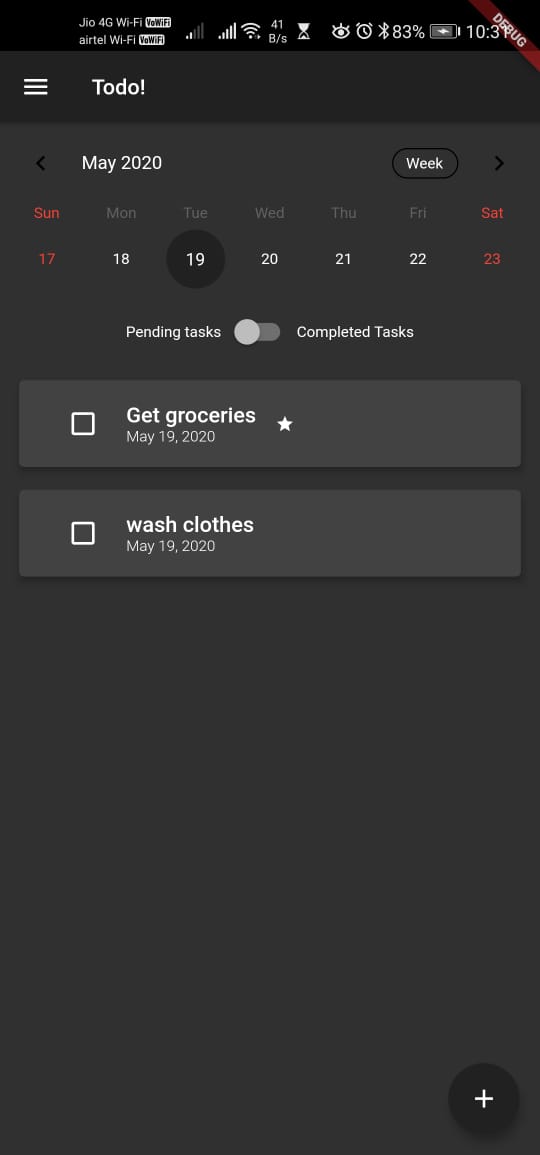 Jio 4G Wi-Fi VoWiFi
airtel Wi-Fi VoWiFi
41
B/s
83%
10:3
DEBUG
Todo!
May 2020
Week
Sun Mon Tue Wed Thu Fri Sat
17 18 19 20 21 22 23
Pending tasks Completed Tasks
Get groceries
May 19, 2020
wash clothes
May 19, 2020